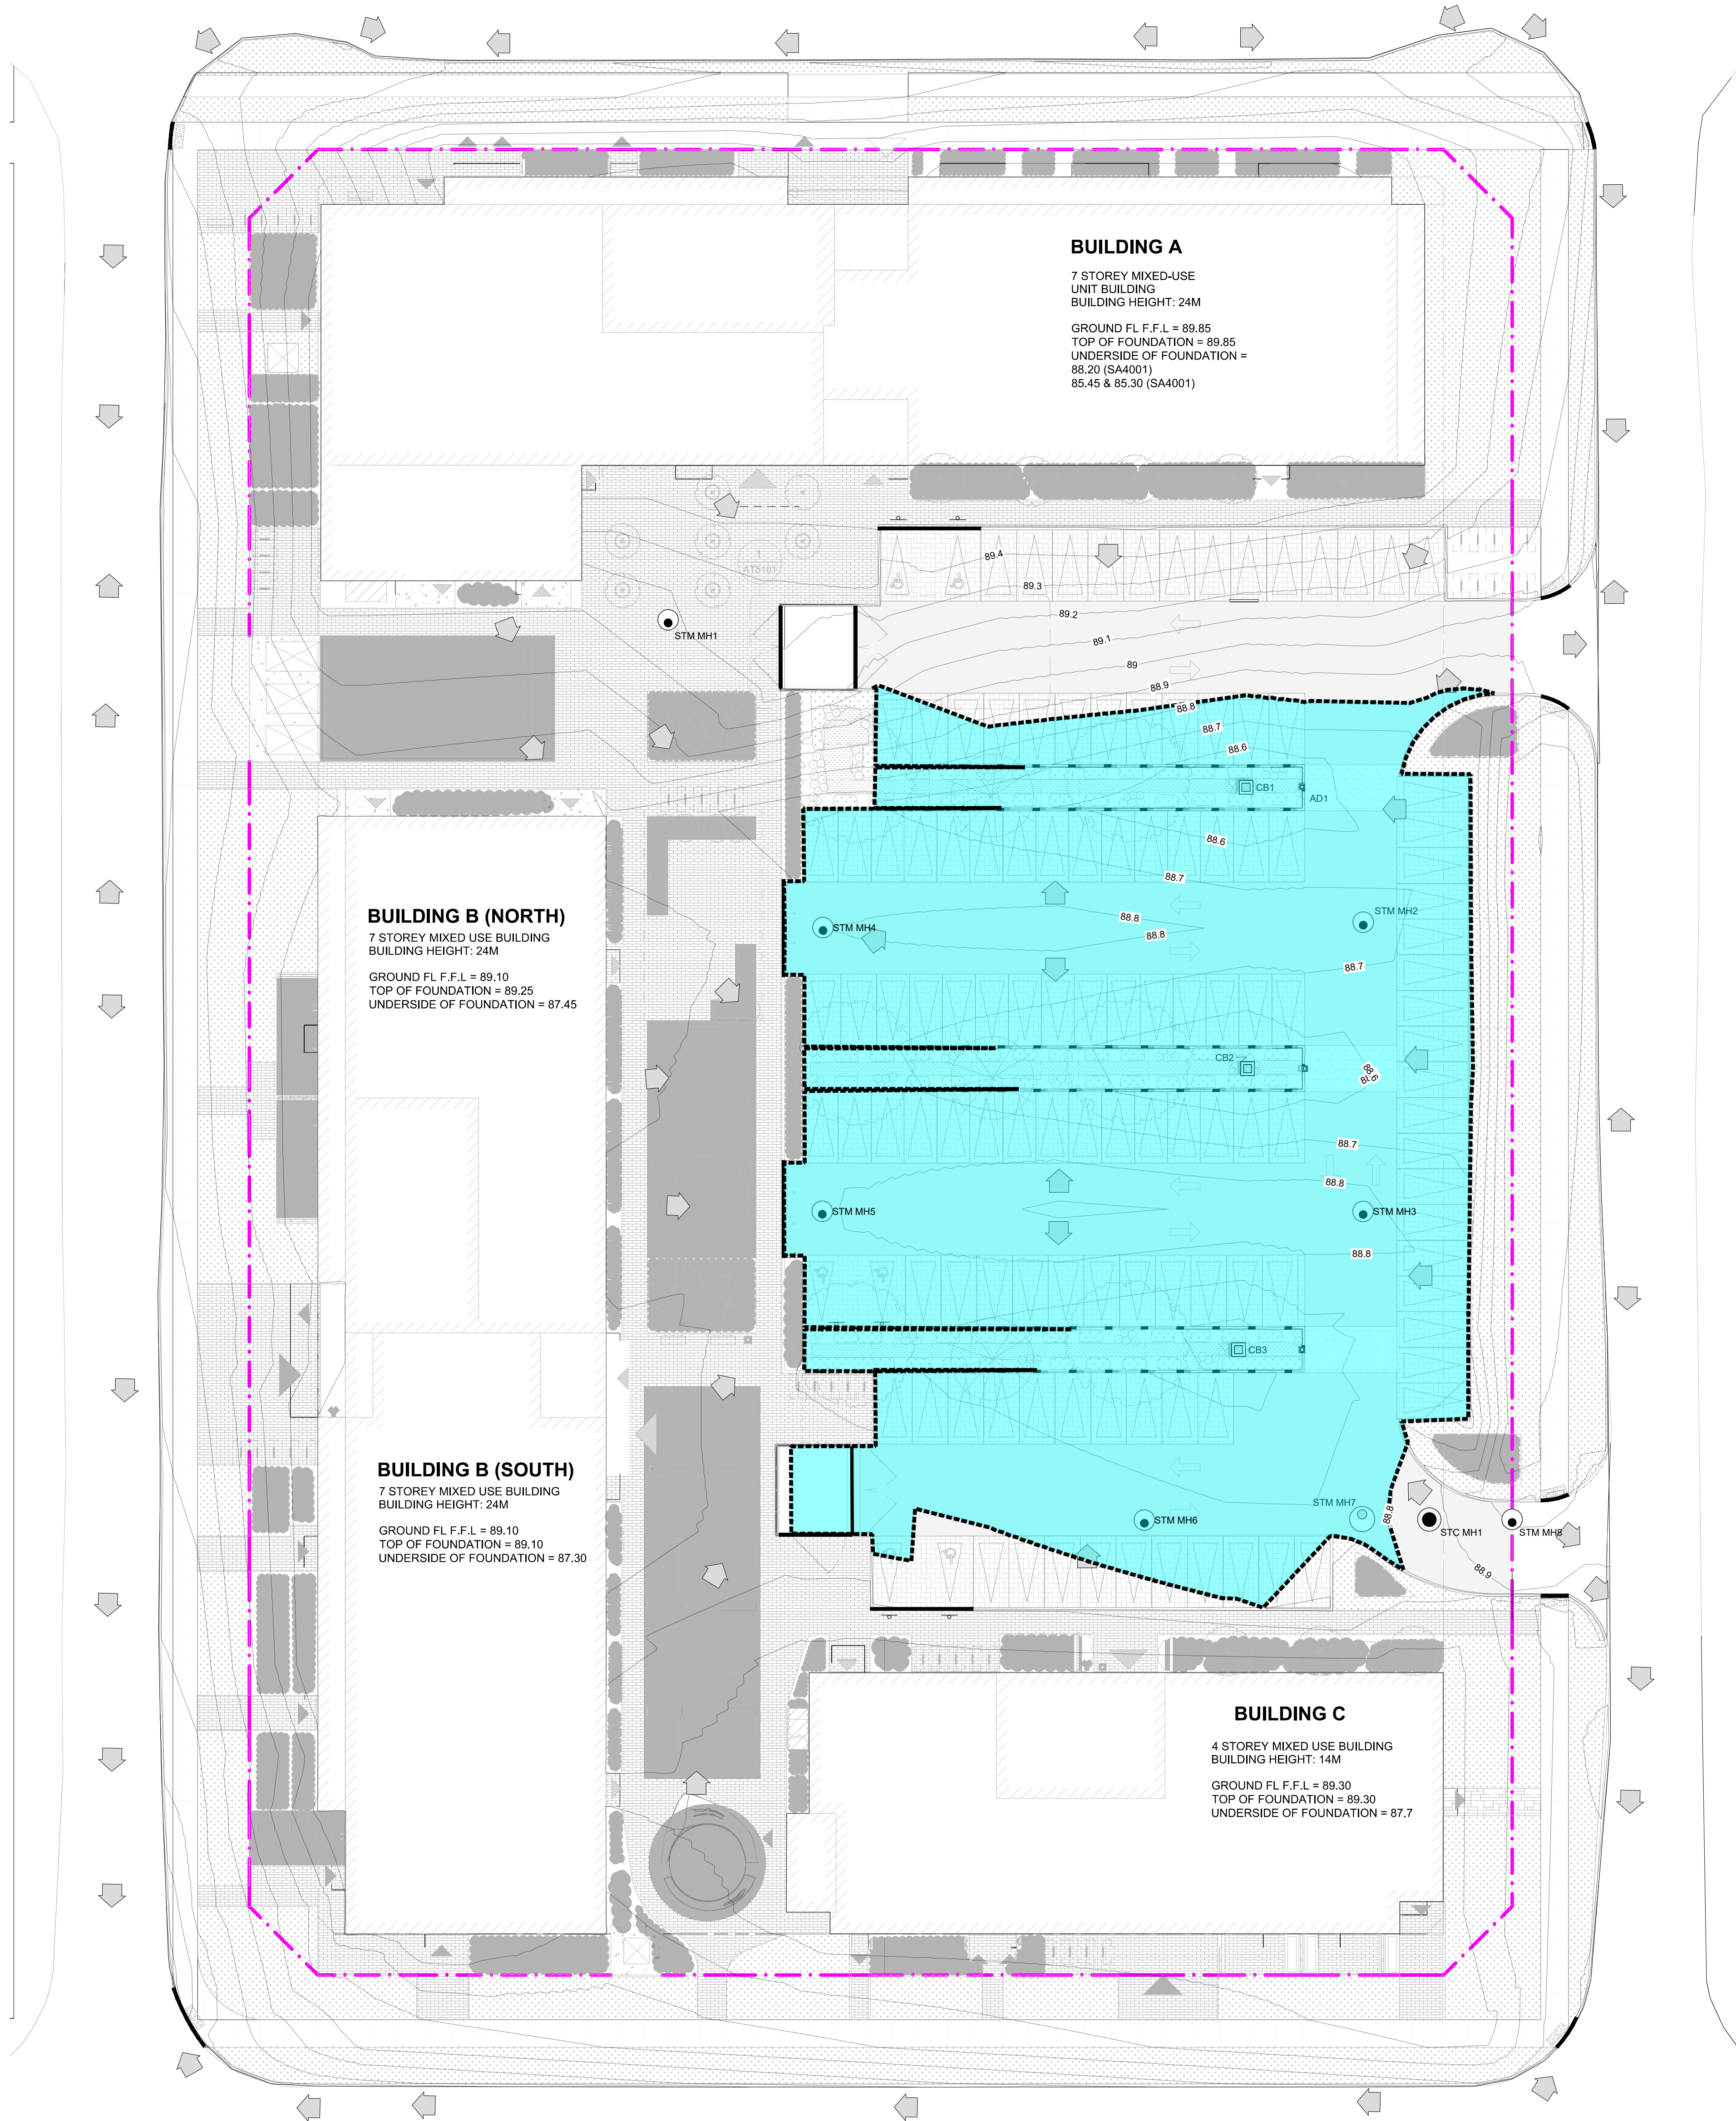 BUILDING A
7 STOREY MIXED-USE
UNIT BUILDING
BUILDING HEIGHT: 24M
GROUND FL F.F.L = 89.85
TOP OF FOUNDATION = 89.85
UNDERSIDE OF FOUNDATION =
88.20 (SA4001)
85.45 & 85.30 (SA4001)
89.4
AT5101
89.3
89.2
STM MH1
89.1
89
88.9
88.8
88.7
88.6
CB1
AD1
88.6
88.7
BUILDING B (NORTH)
7 STOREY MIXED USE BUILDING
BUILDING HEIGHT: 24M
GROUND FL F.F.L = 89.10
TOP OF FOUNDATION = 89.25
UNDERSIDE OF FOUNDATION = 87.45
88.8
STM MH2
STM MH4
88.8
88.7
CB2
88.6
88.7
88.8
STM MH5
STM MH3
88.8
CB3
BUILDING B (SOUTH)
7 STOREY MIXED USE BUILDING
BUILDING HEIGHT: 24M
GROUND FL F.F.L = 89.10
TOP OF FOUNDATION = 89.10
UNDERSIDE OF FOUNDATION = 87.30
STM MH7
88.8
STM MH6
STC MH1
STM MH8
88.9
BUILDING C
4 STOREY MIXED USE BUILDING
BUILDING HEIGHT: 14M
GROUND FL F.F.L = 89.30
TOP OF FOUNDATION = 89.30
UNDERSIDE OF FOUNDATION = 87.7